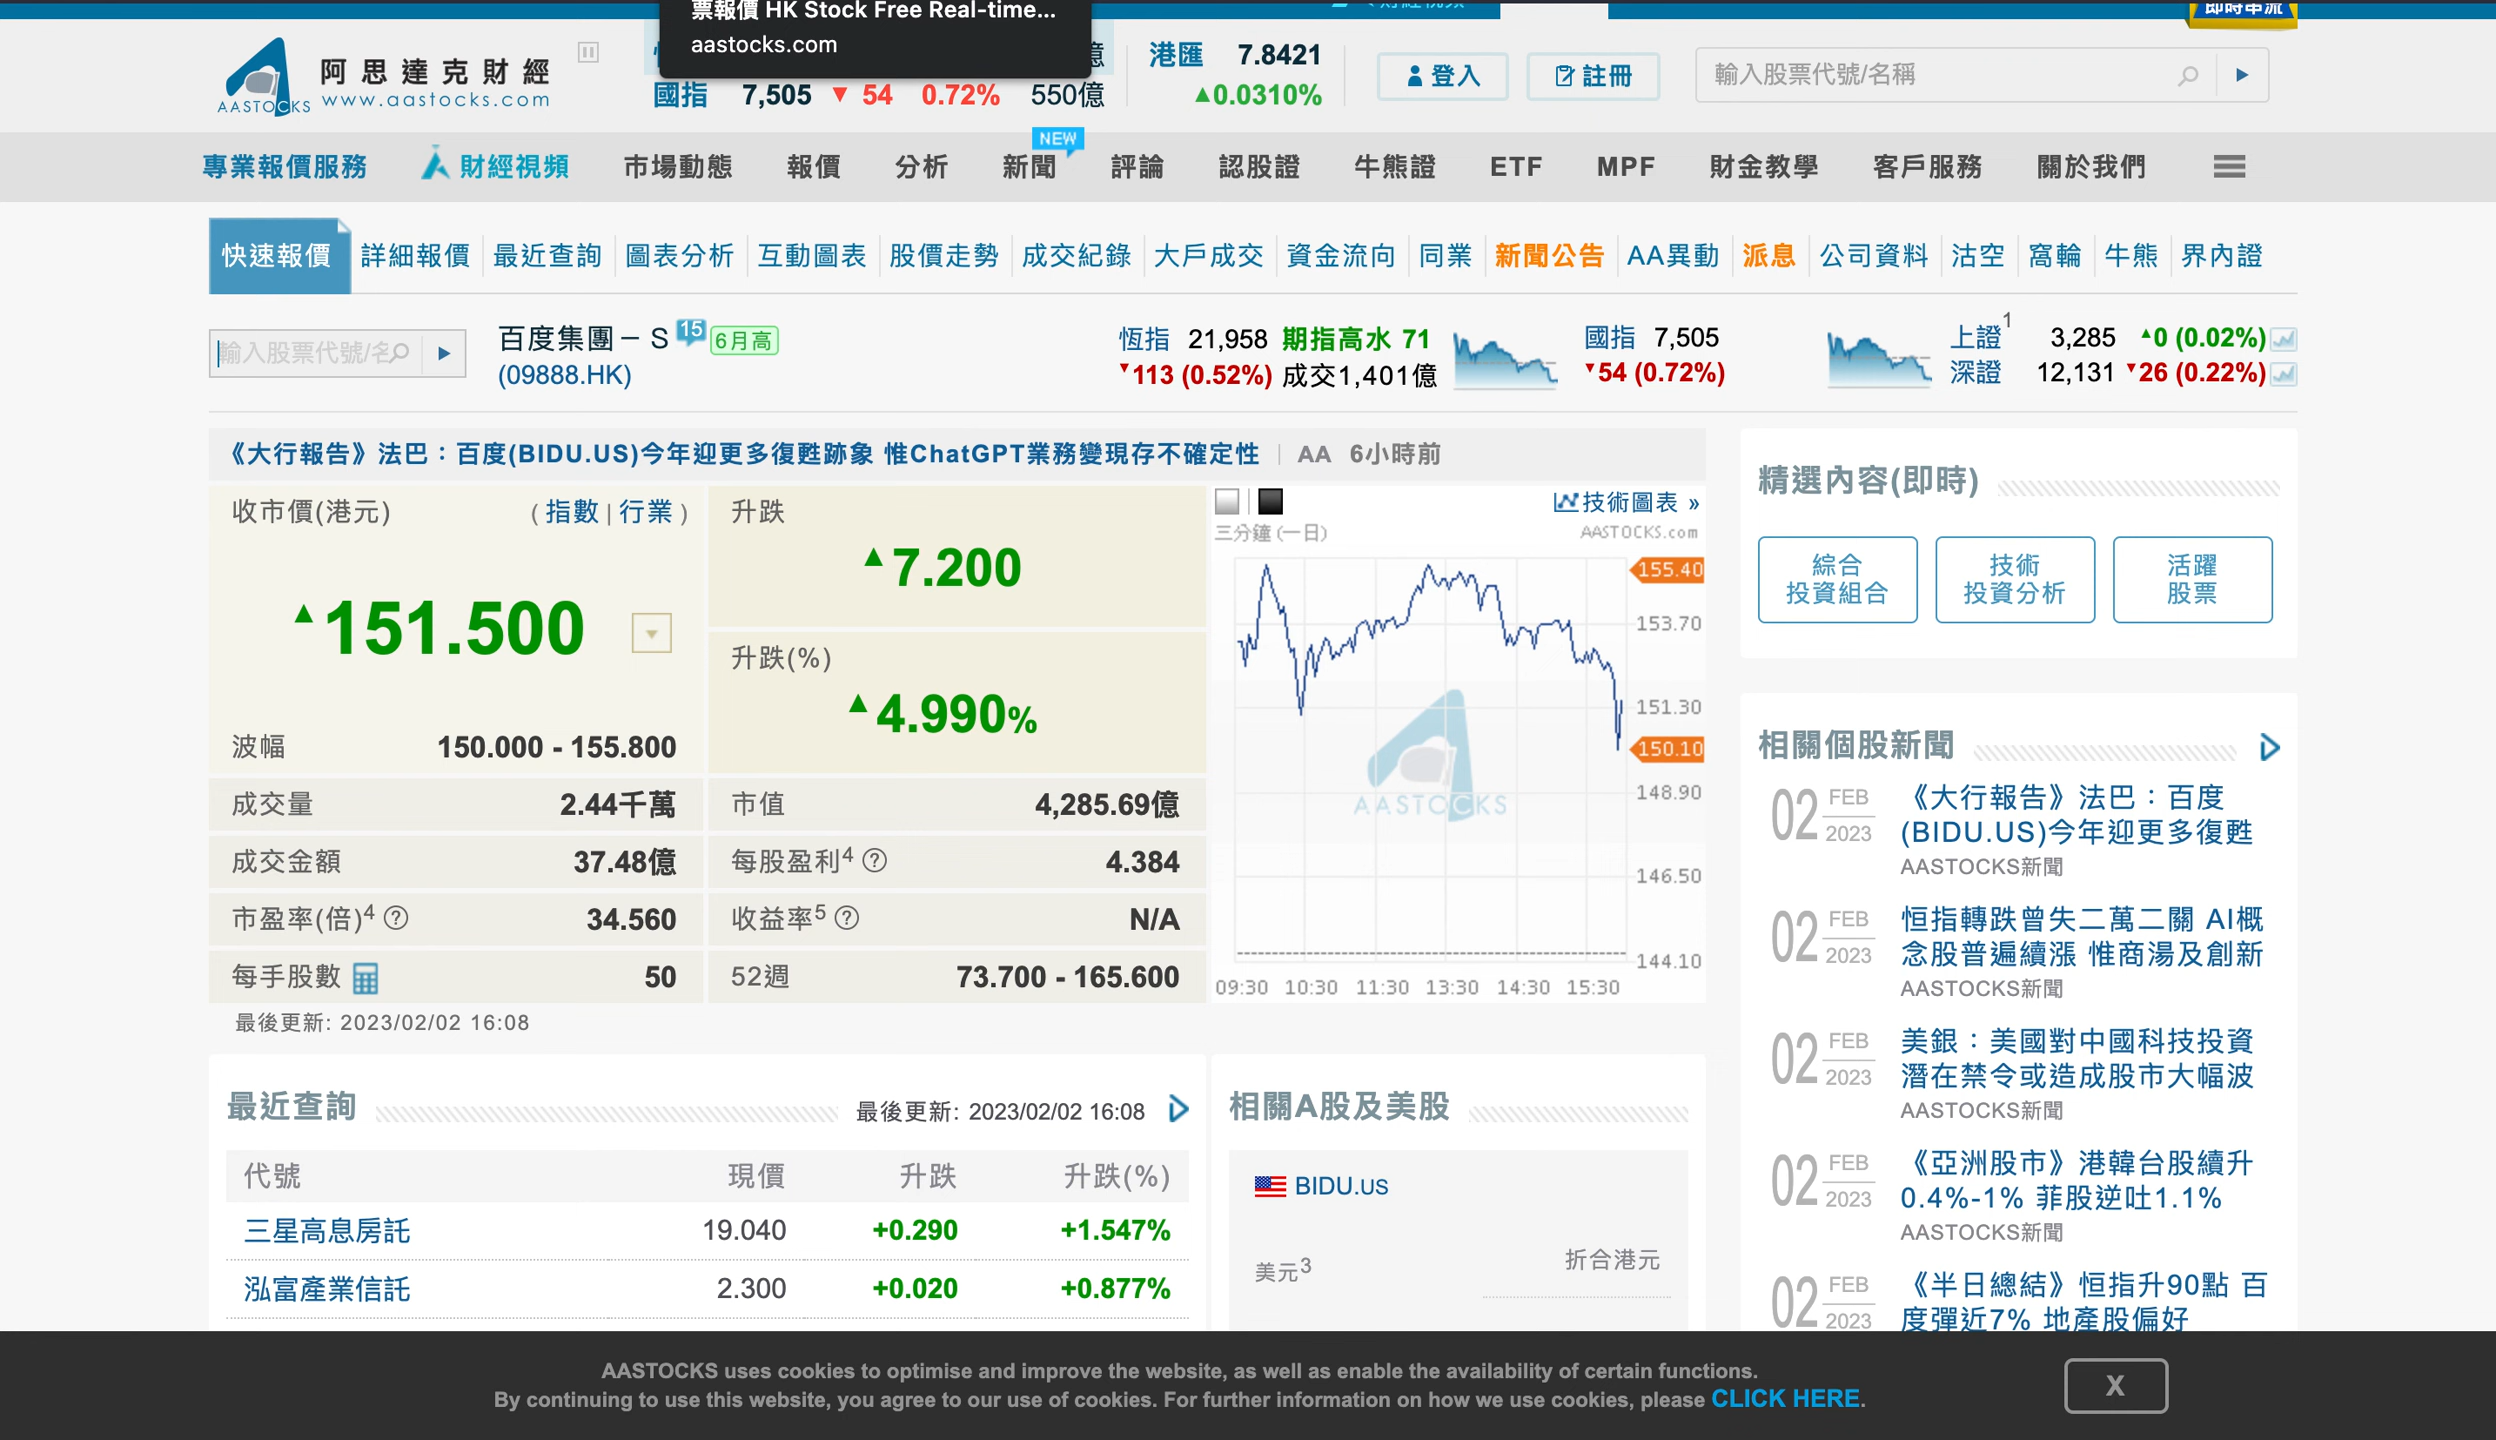 票報價 HK Stock Free Real-time...
aastocks.com
即時串流
阿思達克財經
www.aastocks.com
AASTOCKS
億
國指 7,505 ▼ 54 0.72% 550億
港匯 7.8421
▲0.0310%
登入
註冊
輸入股票代號/名稱
NEW
專業報價服務 財經視頻 市場動態 報價 分析 新聞 評論 認股證 牛熊證 ETF MPF 財金教學 客戶服務 關於我們
快速報價 詳細報價 最近查詢 圖表分析 互動圖表 股價走勢 成交紀錄 大戶成交 資金流向 同業 新聞公告 AA異動 派息 公司資料 沽空 窩輪 牛熊 界內證
輸入股票代號/名
百度集團－ S 15 6月高
(09888.HK)
恆指 21,958 期指高水 71
▼113 (0.52%) 成交1,401億
國指 7,505
▼54 (0.72%)
上證1 3,285 ▲0 (0.02%)
深證 12,131 ▼26 (0.22%)
《大行報告》法巴：百度(BIDU.US)今年迎更多復甦跡象 惟ChatGPT業務變現存不確定性 | AA 6小時前
收市價(港元) ( 指數 | 行業 )
▲151.500
波幅 150.000 - 155.800
升跌
▲7.200
升跌(%)
▲4.990%
成交量 2.44千萬 市值 4,285.69億
成交金額 37.48億 每股盈利4 ? 4.384
市盈率(倍)4 ? 34.560 收益率5 ? N/A
每手股數 50 52週 73.700 - 165.600
最後更新: 2023/02/02 16:08
技術圖表 »
三分鐘 (一日) AASTOCKS.com
155.40
153.70
151.30
150.10
148.90
146.50
144.10
AASTOCKS
09:30 10:30 11:30 13:30 14:30 15:30
精選內容(即時)
綜合
投資組合
技術
投資分析
活躍
股票
相關個股新聞
02 FEB 2023
《大行報告》法巴：百度
(BIDU.US)今年迎更多復甦
AASTOCKS新聞
02 FEB 2023
恒指轉跌曾失二萬二關 AI概
念股普遍續漲 惟商湯及創新
AASTOCKS新聞
02 FEB 2023
美銀：美國對中國科技投資
潛在禁令或造成股市大幅波
AASTOCKS新聞
02 FEB 2023
《亞洲股市》港韓台股續升
0.4%-1% 菲股逆吐1.1%
AASTOCKS新聞
02 FEB 2023
《半日總結》恒指升90點 百
度彈近7% 地產股偏好
最近查詢 最後更新: 2023/02/02 16:08
代號 現價 升跌 升跌(%)
三星高息房託 19.040 +0.290 +1.547%
泓富產業信託 2.300 +0.020 +0.877%
相關A股及美股
BIDU.US
美元3 折合港元
AASTOCKS uses cookies to optimise and improve the website, as well as enable the availability of certain functions.
By continuing to use this website, you agree to our use of cookies. For further information on how we use cookies, please CLICK HERE.
X